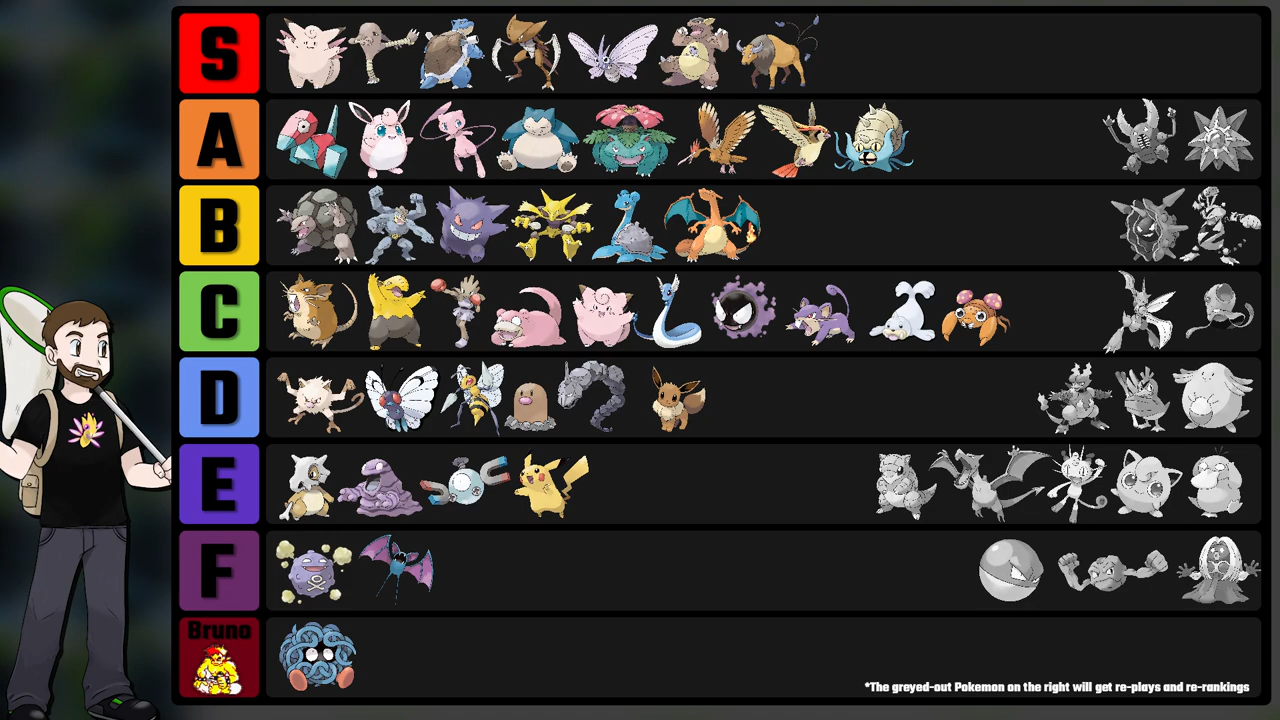 S
A
B
C
D
E
F
Bruno
*The greyed-out Pokemon on the right will get re-plays and re-rankings